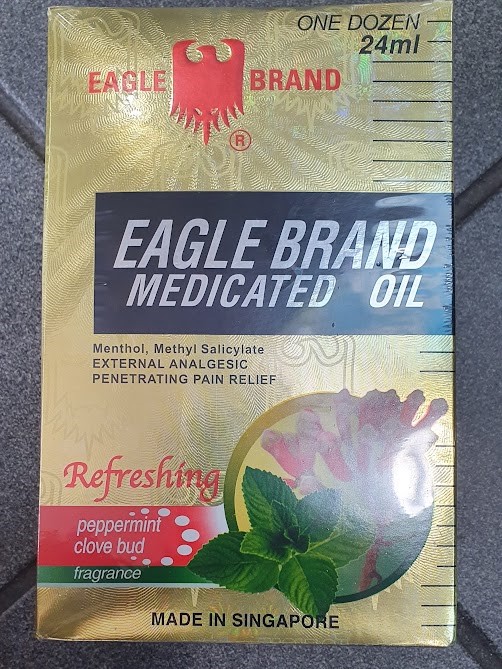 ONE DOZEN
24ml
EAGLE BRAND
®
EAGLE BRAND
MEDICATED OIL
Menthol, Methyl Salicylate
EXTERNAL ANALGESIC
PENETRATING PAIN RELIEF
Refreshing
peppermint
clove bud
fragrance
MADE IN SINGAPORE